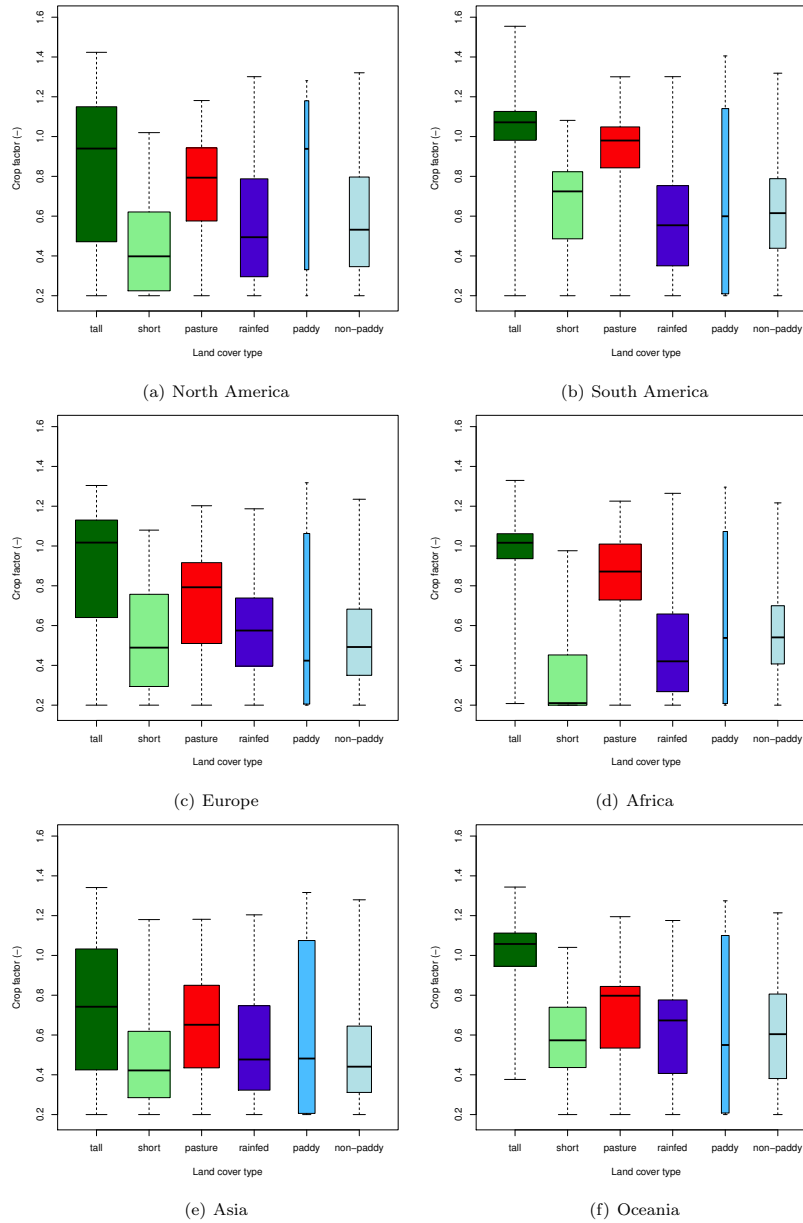 Crop factor (−)
1.6
1.4
1.2
1.0
0.8
0.6
0.4
0.2
tall short pasture rainfed paddy non−paddy
Land cover type
(a) North America
Crop factor (−)
1.6
1.4
1.2
1.0
0.8
0.6
0.4
0.2
tall short pasture rainfed paddy non−paddy
Land cover type
(b) South America
Crop factor (−)
1.6
1.4
1.2
1.0
0.8
0.6
0.4
0.2
tall short pasture rainfed paddy non−paddy
Land cover type
(c) Europe
Crop factor (−)
1.6
1.4
1.2
1.0
0.8
0.6
0.4
0.2
tall short pasture rainfed paddy non−paddy
Land cover type
(d) Africa
Crop factor (−)
1.6
1.4
1.2
1.0
0.8
0.6
0.4
0.2
tall short pasture rainfed paddy non−paddy
Land cover type
(e) Asia
Crop factor (−)
1.6
1.4
1.2
1.0
0.8
0.6
0.4
0.2
tall short pasture rainfed paddy non−paddy
Land cover type
(f) Oceania